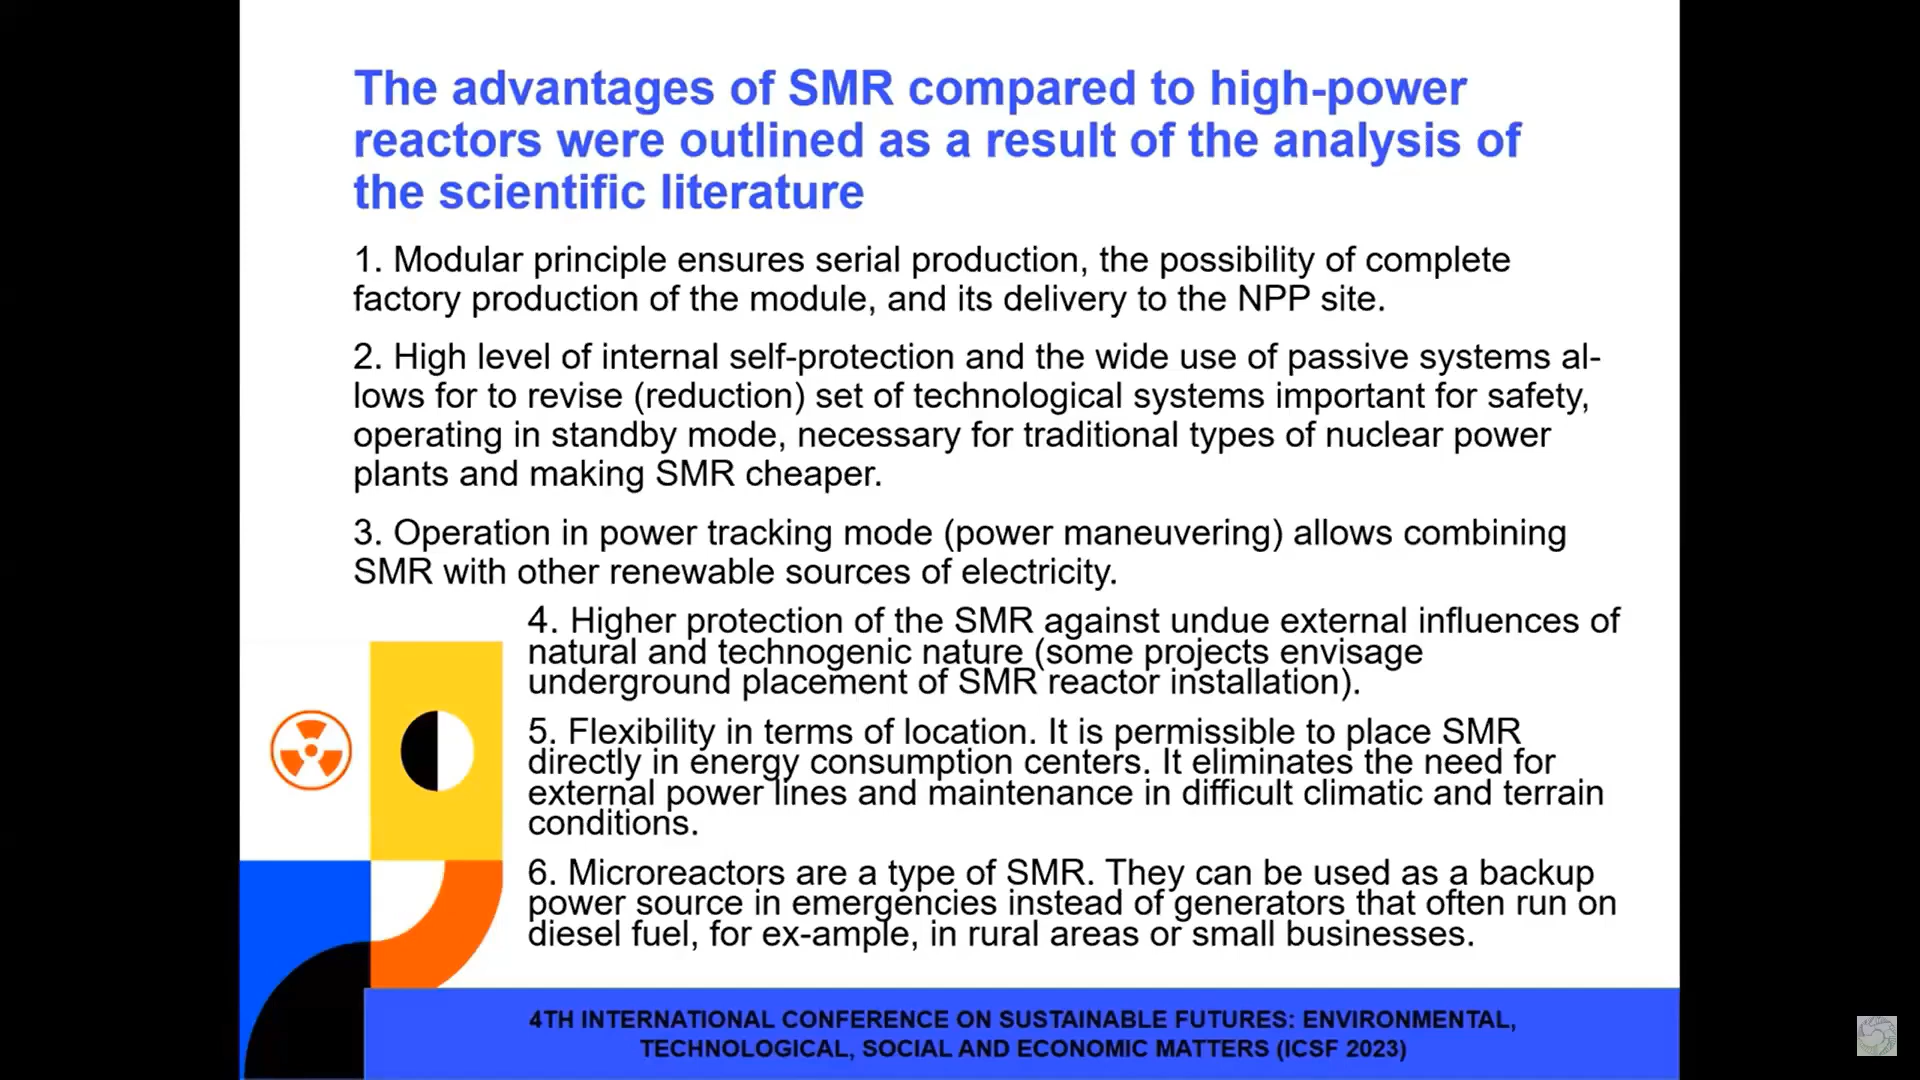 The advantages of SMR compared to high-power
reactors were outlined as a result of the analysis of
the scientific literature
1. Modular principle ensures serial production, the possibility of complete
factory production of the module, and its delivery to the NPP site.
2. High level of internal self-protection and the wide use of passive systems al-
lows for to revise (reduction) set of technological systems important for safety,
operating in standby mode, necessary for traditional types of nuclear power
plants and making SMR cheaper.
3. Operation in power tracking mode (power maneuvering) allows combining
SMR with other renewable sources of electricity.
4. Higher protection of the SMR against undue external influences of
natural and technogenic nature (some projects envisage
underground placement of SMR reactor installation).
5. Flexibility in terms of location. It is permissible to place SMR
directly in energy consumption centers. It eliminates the need for
external power lines and maintenance in difficult climatic and terrain
conditions.
6. Microreactors are a type of SMR. They can be used as a backup
power source in emergencies instead of generators that often run on
diesel fuel, for ex-ample, in rural areas or small businesses.
4TH INTERNATIONAL CONFERENCE ON SUSTAINABLE FUTURES: ENVIRONMENTAL,
TECHNOLOGICAL, SOCIAL AND ECONOMIC MATTERS (ICSF 2023)